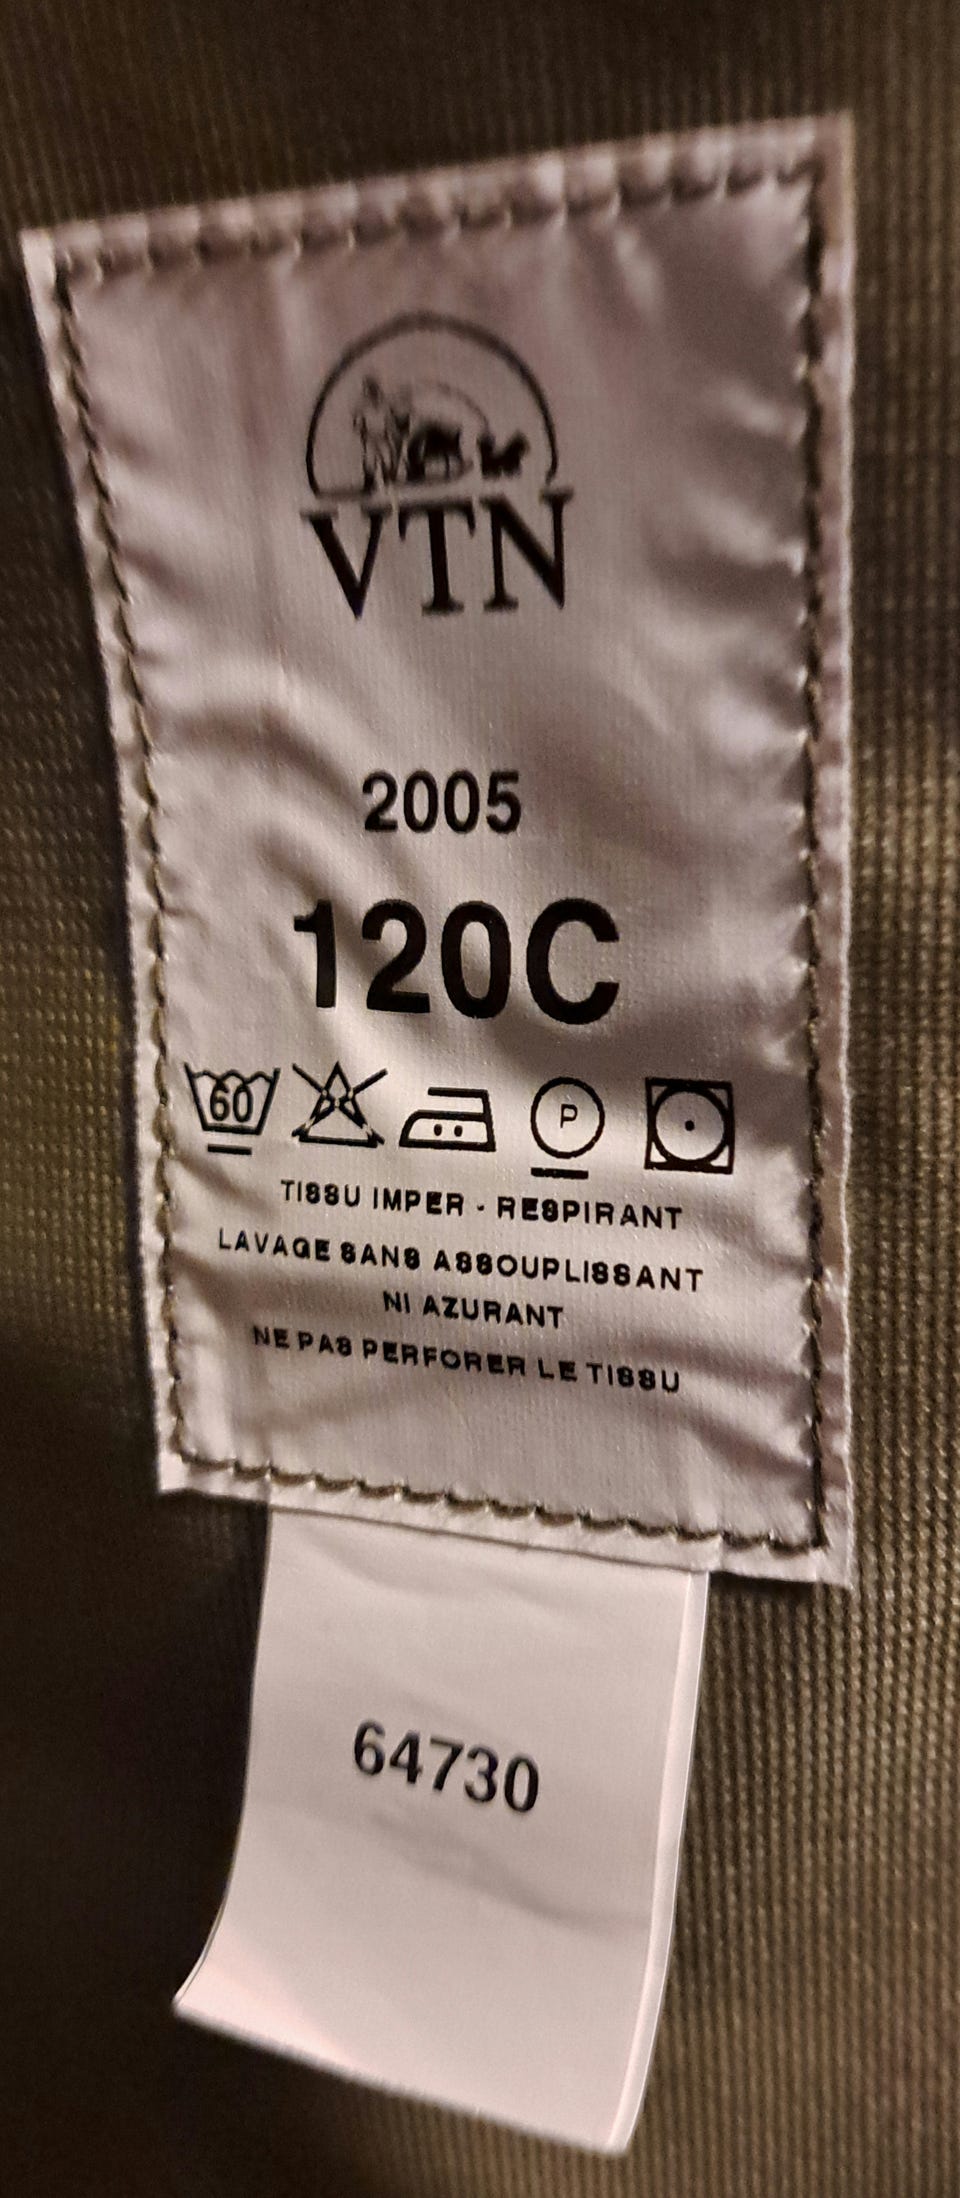 VTN
2005
120C
60
P
TISSU IMPER - RESPIRANT
LAVAGE SANS ASSOUPLISSANT
NI AZURANT
NE PAS PERFORER LE TISSU
64730